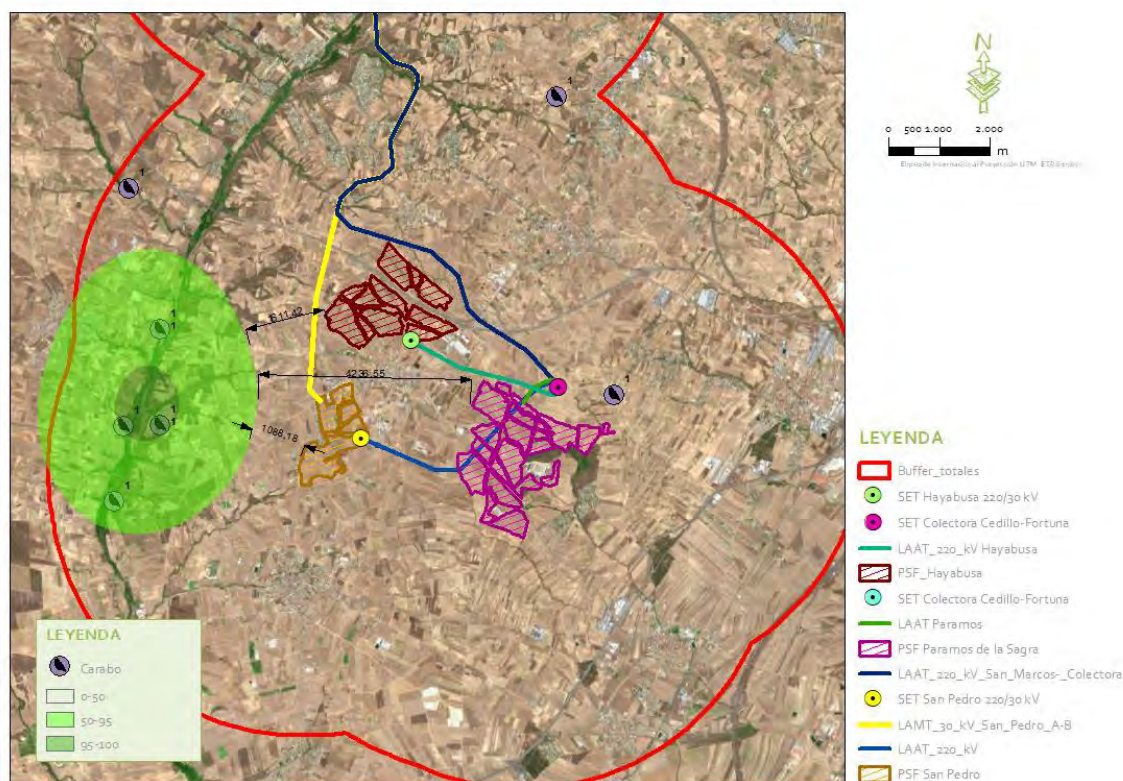 N
0 500 1.000 2.000
m
1
1
1
1
1
1
1
1
1611.42
4236.55
1088,18
LEYENDA
Carabo
0-50
50-95
95-100
LEYENDA
Buffer_totales
SET Hayabusa 220/30 kV
SET Colectora Cedillo-Fortuna
LAAT_220_kV Hayabusa
PSF_Hayabusa
SET Colectora Cedillo-Fortuna
LAAT Paramos
PSF Paramos de la Sagra
LAAT_220_kV_San_Marcos-_Colectora
SET San Pedro 220/30 kV
LAMT_30_kV_San_Pedro_A-B
LAAT_220_kV
PSF San Pedro